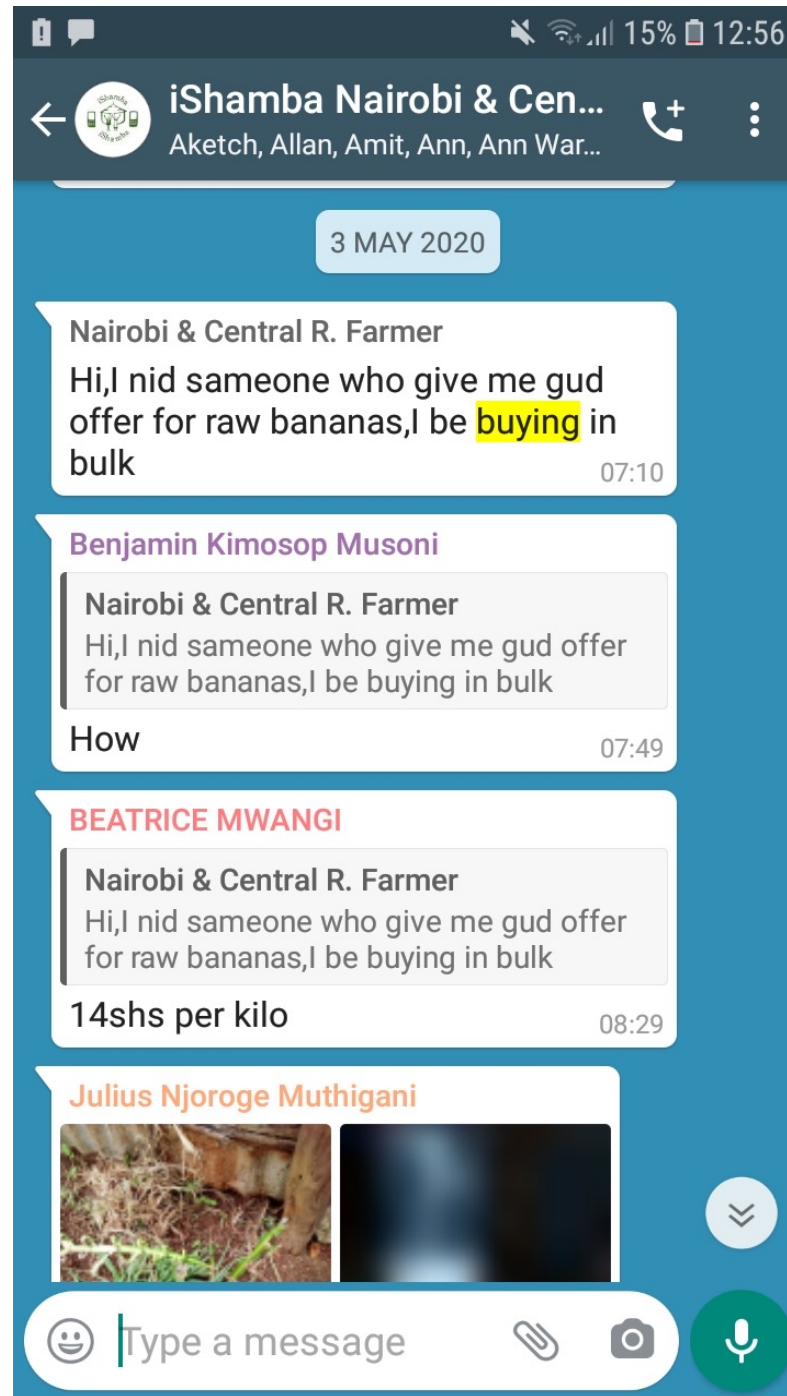 15% 12:56
iShamba Nairobi & Cen...
Aketch, Allan, Amit, Ann, Ann War...
3 MAY 2020
Nairobi & Central R. Farmer
Hi,I nid sameone who give me gud
offer for raw bananas,I be buying in
bulk
07:10
Benjamin Kimosop Musoni
Nairobi & Central R. Farmer
Hi,I nid sameone who give me gud offer
for raw bananas,I be buying in bulk
How
07:49
BEATRICE MWANGI
Nairobi & Central R. Farmer
Hi,I nid sameone who give me gud offer
for raw bananas,I be buying in bulk
14shs per kilo
08:29
Julius Njoroge Muthigani
Type a message